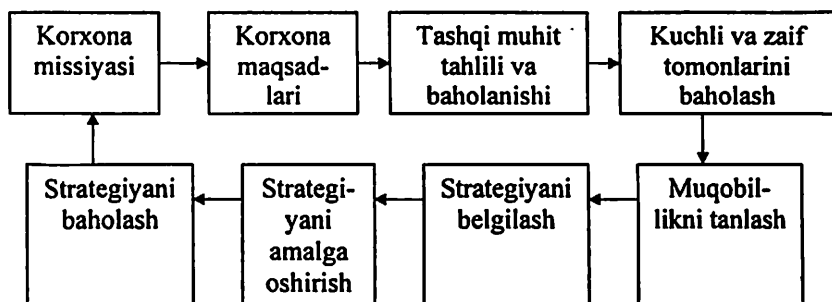 Korxona
missiyasi
Korxona
maqsad-
lari
Tashqi muhit
tahlili va
baholanishi
Kuchli va zaif
tomonlarini
baholash
Strategiyani
baholash
Strategi-
yani
amalga
oshirish
Strategiyani
belgilash
Muqobil-
likni tanlash